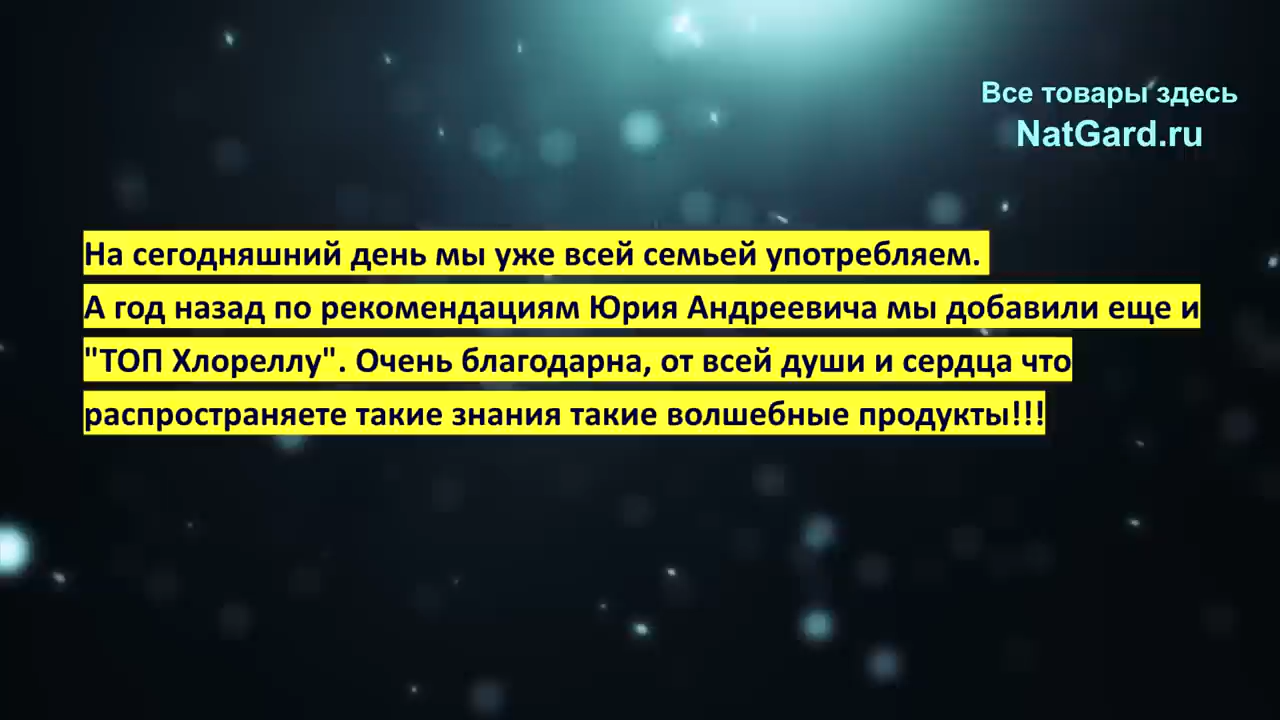 Все товары здесь
NatGard.ru
На сегодняшний день мы уже всей семьей употребляем.
А год назад по рекомендациям Юрия Андреевича мы добавили еще и
"ТОП Хлореллу". Очень благодарна, от всей души и сердца что
распространяете такие знания такие волшебные продукты!!!